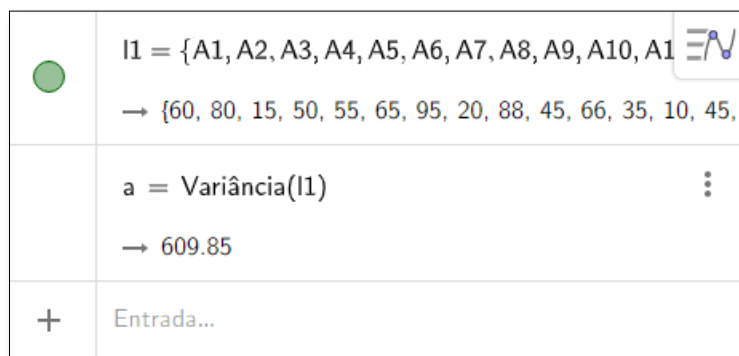 l1 = {A1, A2, A3, A4, A5, A6, A7, A8, A9, A10, A1
→ {60, 80, 15, 50, 55, 65, 95, 20, 88, 45, 66, 35, 10, 45,
a = Variância(l1)
→ 609.85
+ Entrada...